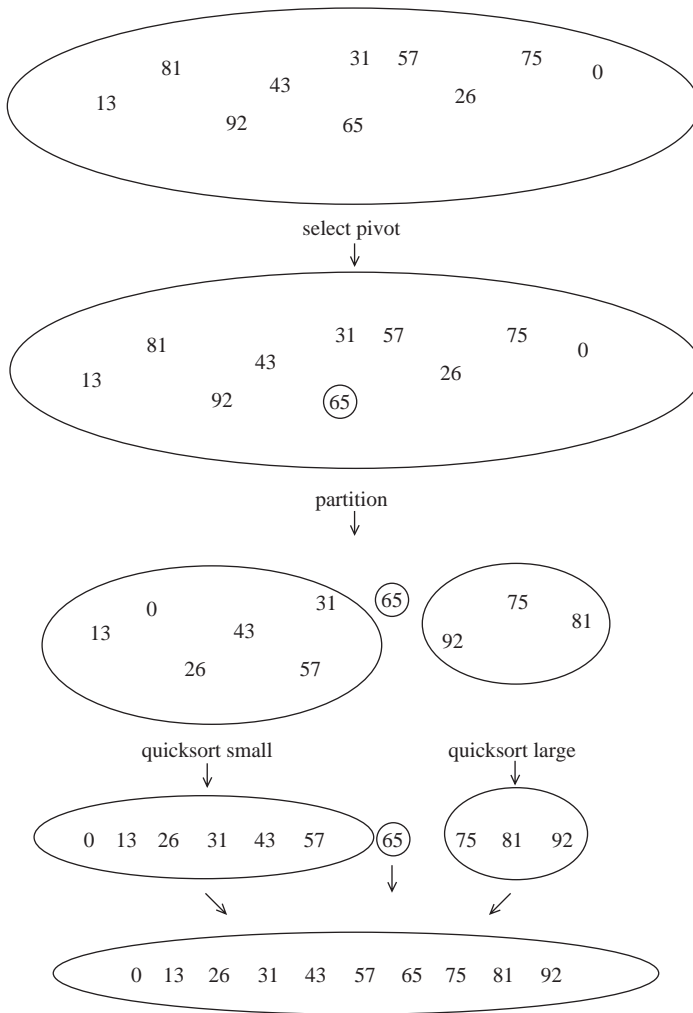 31 57 75
81 0
43 26
13
92 65
select pivot
31 57 75
81 0
43 26
13
92 65
partition
31 65 75
0 81
13 43 92
26 57
quicksort small quicksort large
0 13 26 31 43 57 65 75 81 92
0 13 26 31 43 57 65 75 81 92